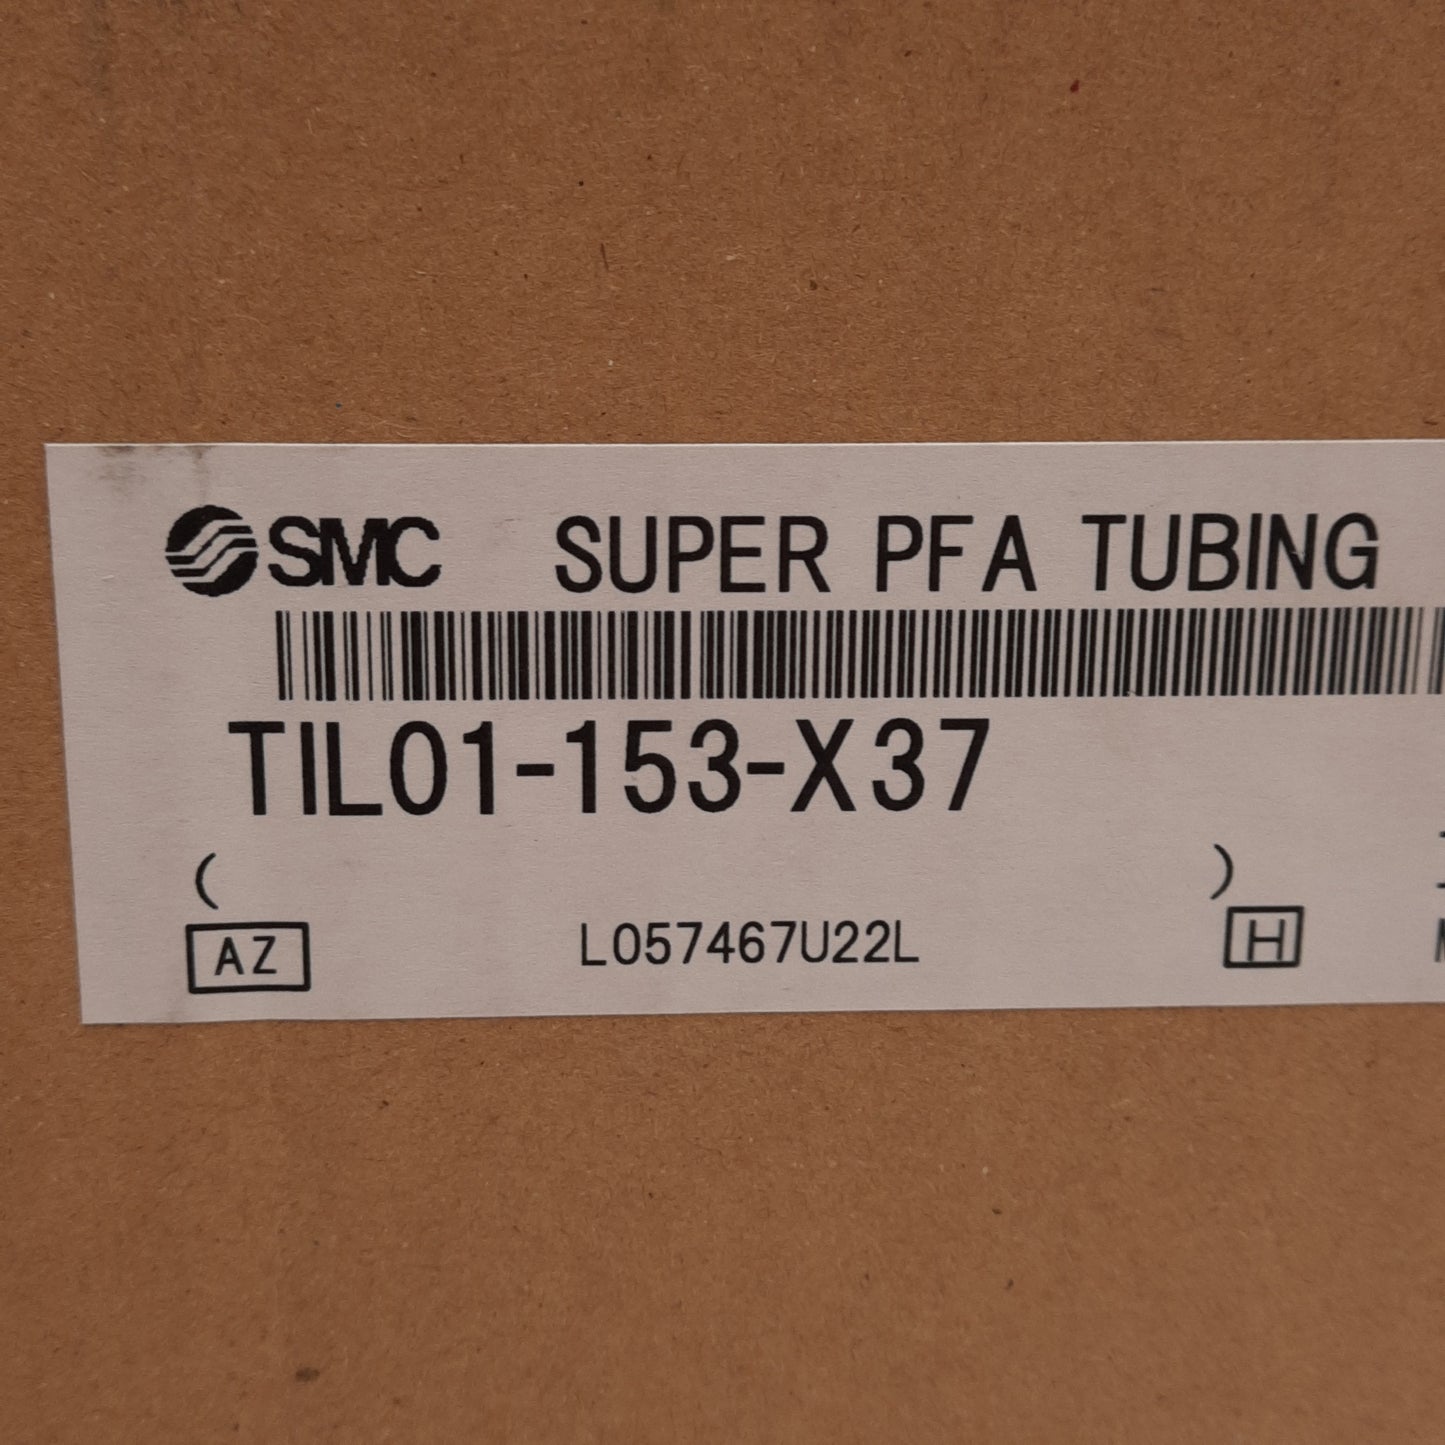 SMC SUPER PFA TUBING
TIL01-153-X37
( )
AZ L057467U22L H